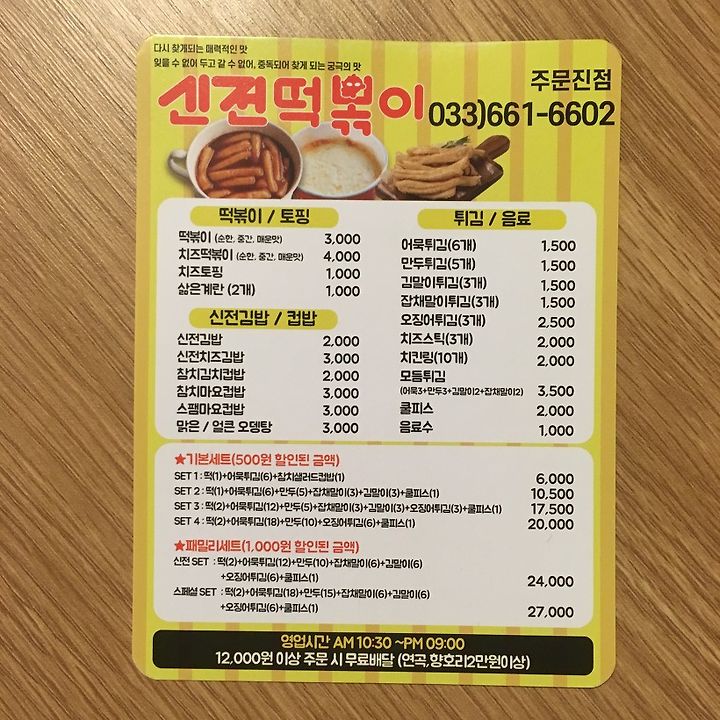 다시 찾게되는 매력적인 맛
잊을 수 없어 두고 갈 수 없어, 중독되어 찾게 되는 궁극의 맛
신전떡볶이
주문진점
033)661-6602
떡볶이 / 토핑
떡볶이 (순한, 중간, 매운맛) 3,000
치즈떡볶이 (순한, 중간, 매운맛) 4,000
치즈토핑 1,000
삶은계란 (2개) 1,000
신전김밥 / 컵밥
신전김밥 2,000
신전치즈김밥 3,000
참치김치컵밥 2,000
참치마요컵밥 3,000
스팸마요컵밥 3,000
맑은 / 얼큰 오뎅탕 3,000
튀김 / 음료
어묵튀김(6개) 1,500
만두튀김(5개) 1,500
김말이튀김(3개) 1,500
잡채말이튀김(3개) 1,500
오징어튀김(3개) 2,500
치즈스틱(3개) 2,000
치킨링(10개) 2,000
모듬튀김
(어묵3+만두3+김말이2+잡채말이2) 3,500
쿨피스 2,000
음료수 1,000
★기본세트(500원 할인된 금액)
SET 1 : 떡(1)+어묵튀김(6)+참치샐러드컵밥(1) 6,000
SET 2 : 떡(1)+어묵튀김(6)+만두(5)+잡채말이(3)+김말이(3)+쿨피스(1) 10,500
SET 3 : 떡(2)+어묵튀김(12)+만두(5)+잡채말이(3)+김말이(3)+오징어튀김(3)+쿨피스(1) 17,500
SET 4 : 떡(2)+어묵튀김(18)+만두(10)+오징어튀김(6)+쿨피스(1) 20,000
★패밀리세트(1,000원 할인된 금액)
신전 SET : 떡(2)+어묵튀김(12)+만두(10)+잡채말이(6)+김말이(6)
+오징어튀김(6)+쿨피스(1) 24,000
스페셜 SET : 떡(2)+어묵튀김(18)+만두(15)+잡채말이(6)+김말이(6)
+오징어튀김(6)+쿨피스(1) 27,000
영업시간 AM 10:30 ~PM 09:00
12,000원 이상 주문 시 무료배달 (연곡,향호리2만원이상)